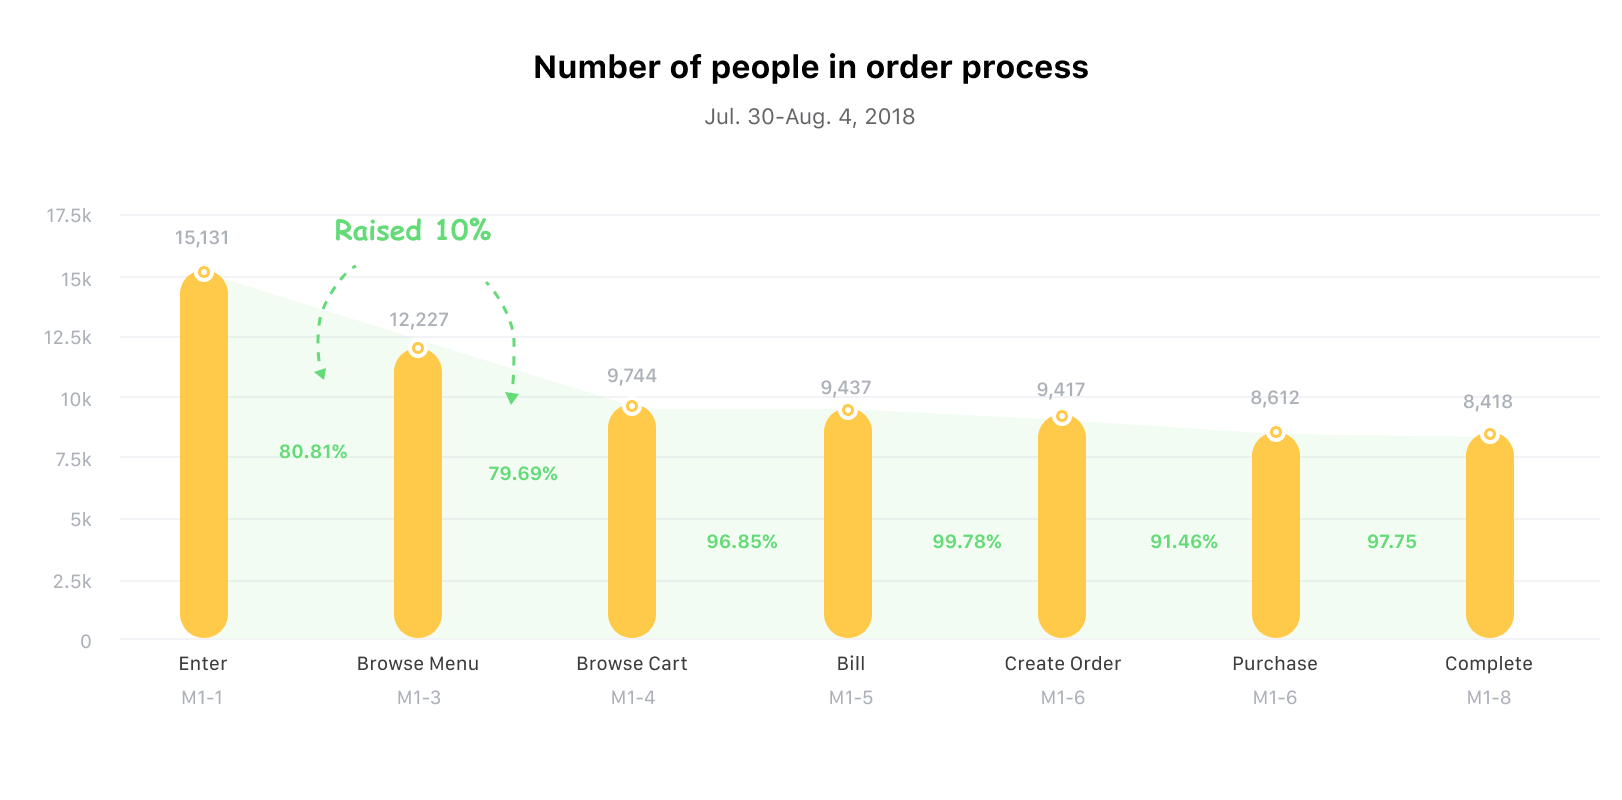 Number of people in order process
Jul. 30-Aug. 4, 2018
17.5k
15k
12.5k
10k
7.5k
5k
2.5k
0
Raised 10%
15,131
12,227
9,744
9,437
9,417
8,612
8,418
80.81%
79.69%
96.85%
99.78%
91.46%
97.75
Enter
M1-1
Browse Menu
M1-3
Browse Cart
M1-4
Bill
M1-5
Create Order
M1-6
Purchase
M1-6
Complete
M1-8